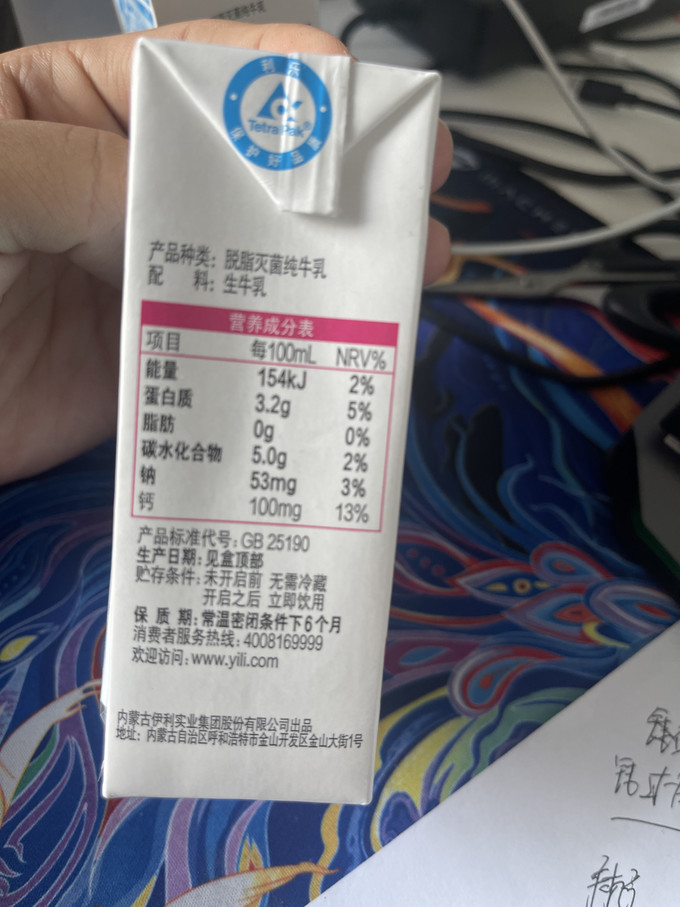 利乐
TetraPak®
保护好品质
产品种类：脱脂灭菌纯牛乳
配 料：生牛乳
营养成分表
项目 每100mL NRV%
能量 154kJ 2%
蛋白质 3.2g 5%
脂肪 0g 0%
碳水化合物 5.0g 2%
钠 53mg 3%
钙 100mg 13%
产品标准代号：GB 25190
生产日期：见盒顶部
贮存条件：未开启前 无需冷藏
开启之后 立即饮用
保 质 期：常温密闭条件下6个月
消费者服务热线：4008169999
欢迎访问：www.yili.com
内蒙古伊利实业集团股份有限公司出品
地址：内蒙古自治区呼和浩特市金山开发区金山大街1号